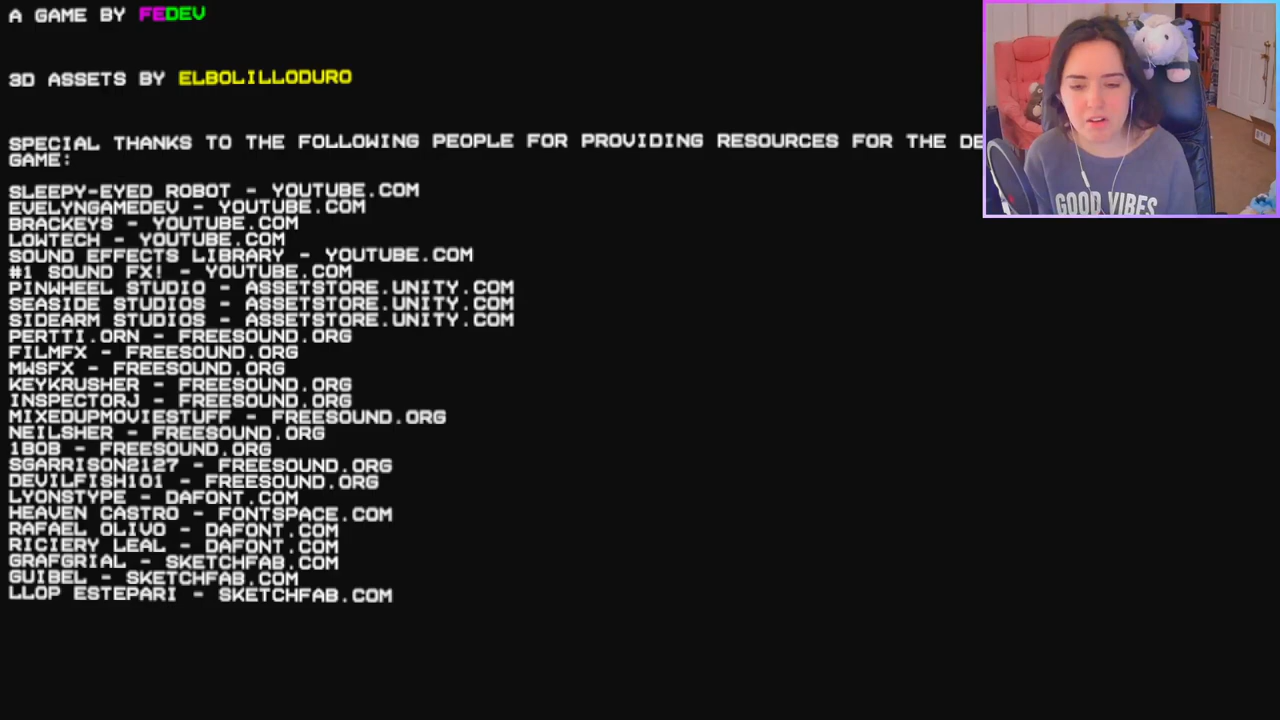 A GAME BY FEDEV
3D ASSETS BY ELBOLILLODURO
SPECIAL THANKS TO THE FOLLOWING PEOPLE FOR PROVIDING RESOURCES FOR THE DE
GAME:
SLEEPY-EYED ROBOT - YOUTUBE.COM
EVELYNGAMEDEV - YOUTUBE.COM
BRACKEYS - YOUTUBE.COM
LOWTECH - YOUTUBE.COM
SOUND EFFECTS LIBRARY - YOUTUBE.COM
#1 SOUND FX! - YOUTUBE.COM
PINWHEEL STUDIO - ASSETSTORE.UNITY.COM
SEASIDE STUDIOS - ASSETSTORE.UNITY.COM
SIDEARM STUDIOS - ASSETSTORE.UNITY.COM
PERTTI.ORN - FREESOUND.ORG
FILMFX - FREESOUND.ORG
MWSFX - FREESOUND.ORG
KEYKRUSHER - FREESOUND.ORG
INSPECTORJ - FREESOUND.ORG
MIXEDUPMOVIESTUFF - FREESOUND.ORG
NEILSHER - FREESOUND.ORG
1BOB - FREESOUND.ORG
SGARRISON2127 - FREESOUND.ORG
DEVILFISH101 - FREESOUND.ORG
LYONSTYPE - DAFONT.COM
HEAVEN CASTRO - FONTSPACE.COM
RAFAEL OLIVO - DAFONT.COM
RICIERY LEAL - DAFONT.COM
GRAFGRIAL - SKETCHFAB.COM
GUIBEL - SKETCHFAB.COM
LLOP ESTEPARI - SKETCHFAB.COM
GOOD VIBES